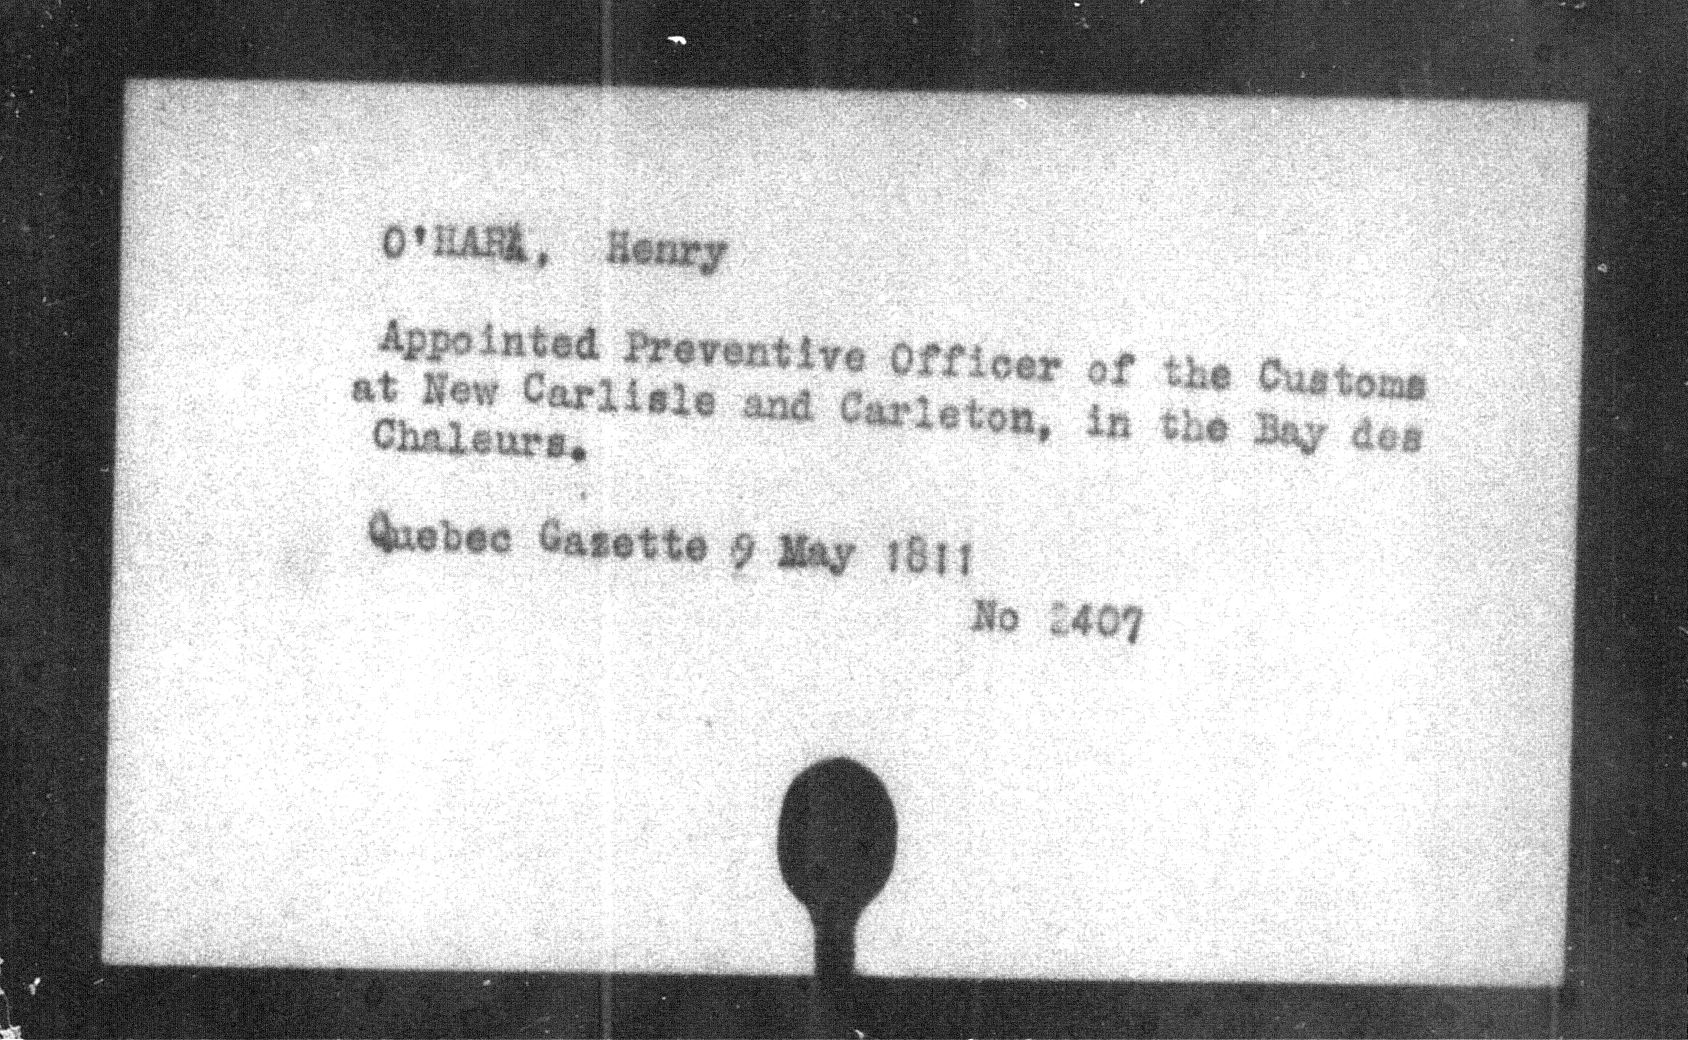 O'HARA, Henry
Appointed Preventive Officer of the Customs
at New Carlisle and Carleton, in the Bay des
Chaleurs.
Quebec Gazette 9 May 1811
No 2407